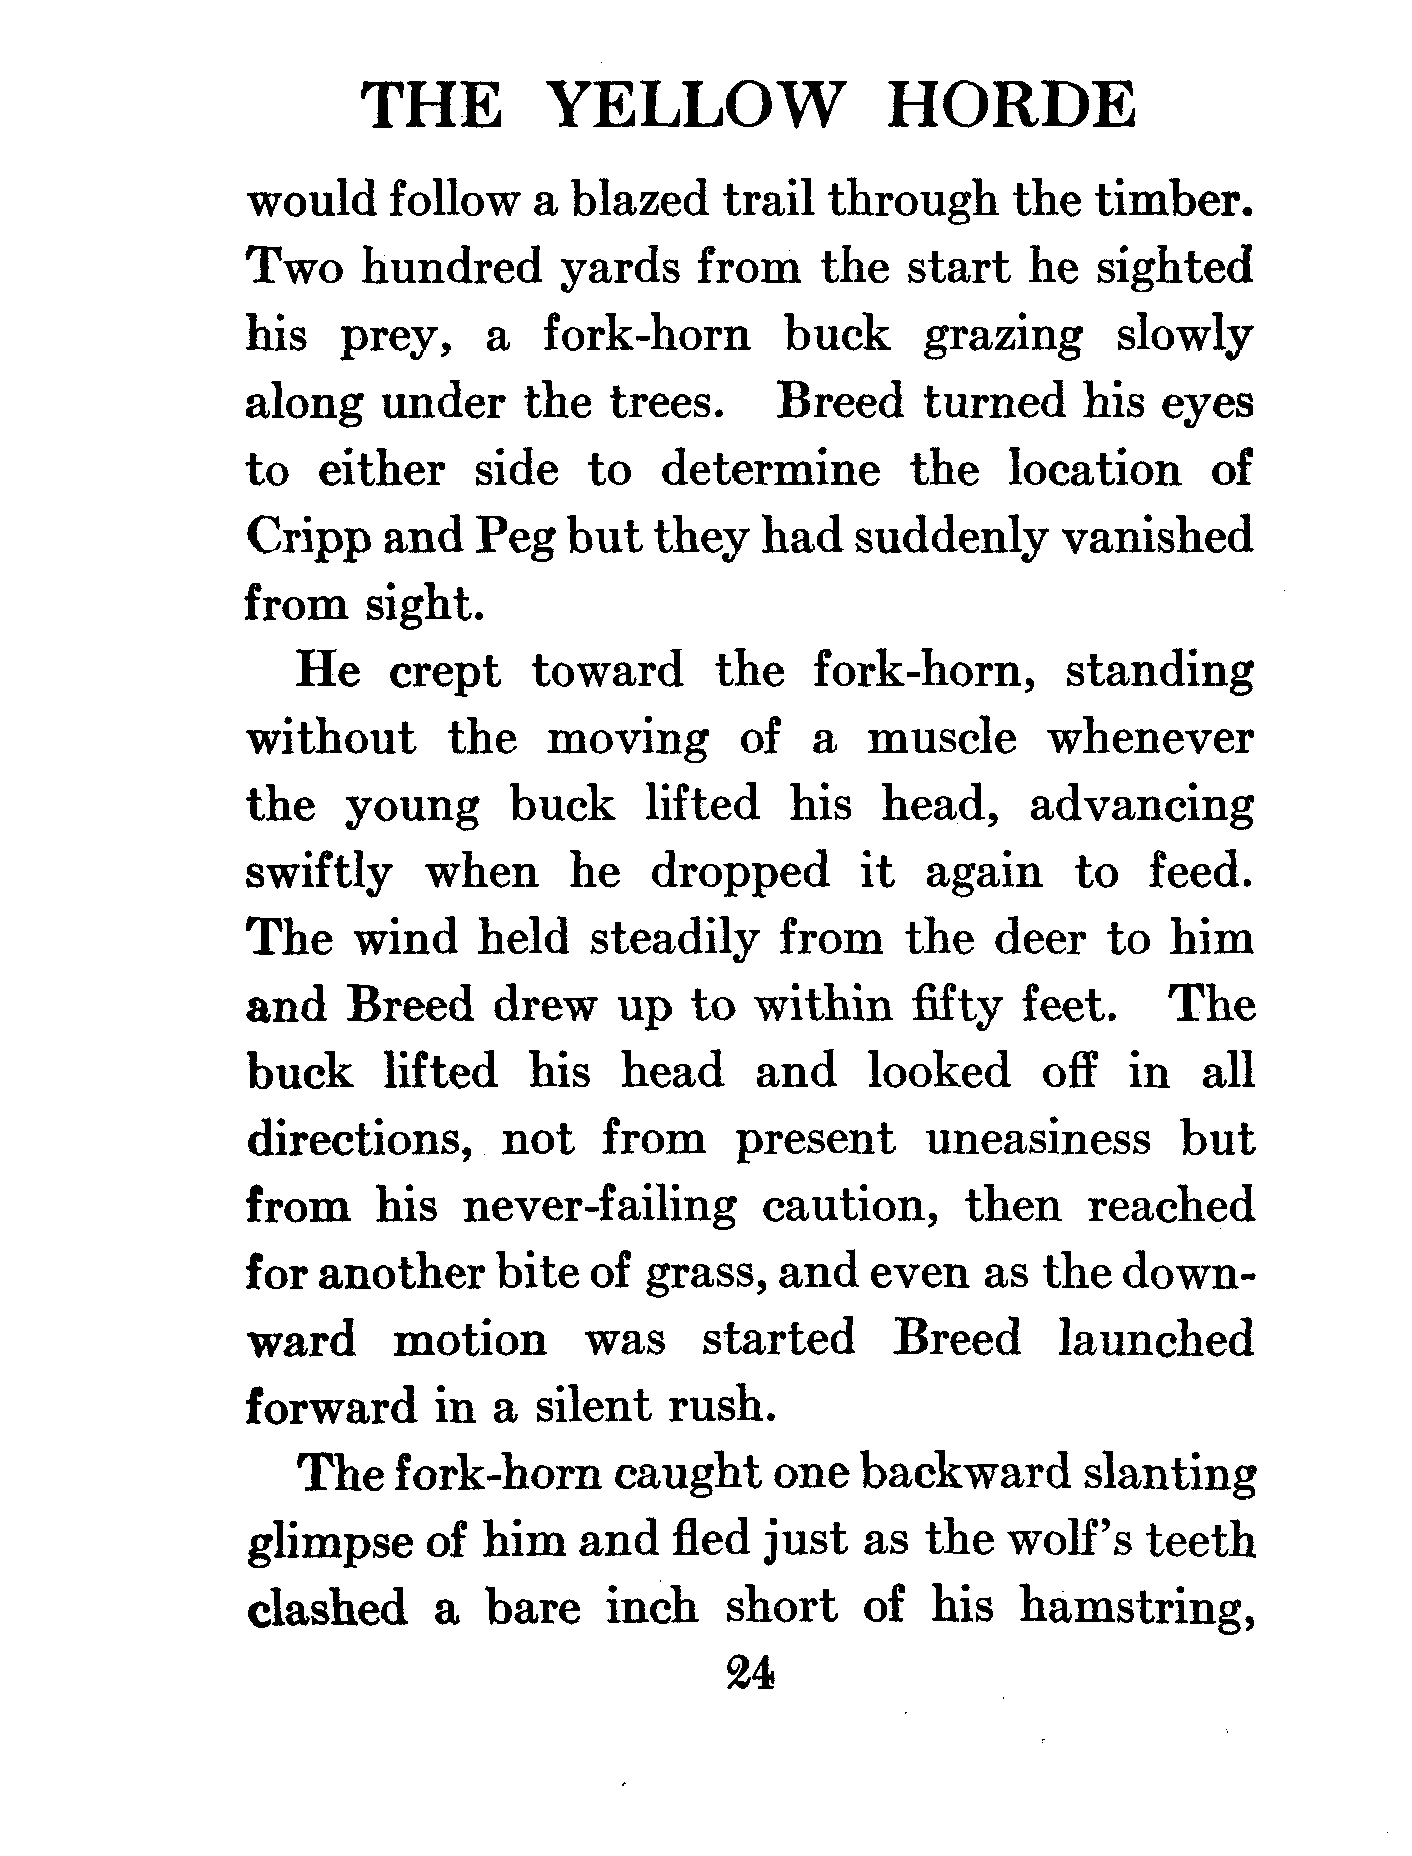 THE YELLOW HORDE
would follow a blazed trail through the timber.
Two hundred yards from the start he sighted
his prey, a fork-horn buck grazing slowly
along under the trees. Breed turned his eyes
to either side to determine the location of
Cripp and Peg but they had suddenly vanished
from sight.
He crept toward the fork-horn, standing
without the moving of a muscle whenever
the young buck lifted his head, advancing
swiftly when he dropped it again to feed.
The wind held steadily from the deer to him
and Breed drew up to within fifty feet. The
buck lifted his head and looked off in all
directions, not from present uneasiness but
from his never-failing caution, then reached
for another bite of grass, and even as the down-
ward motion was started Breed launched
forward in a silent rush.
The fork-horn caught one backward slanting
glimpse of him and fled just as the wolf's teeth
clashed a bare inch short of his hamstring,
24